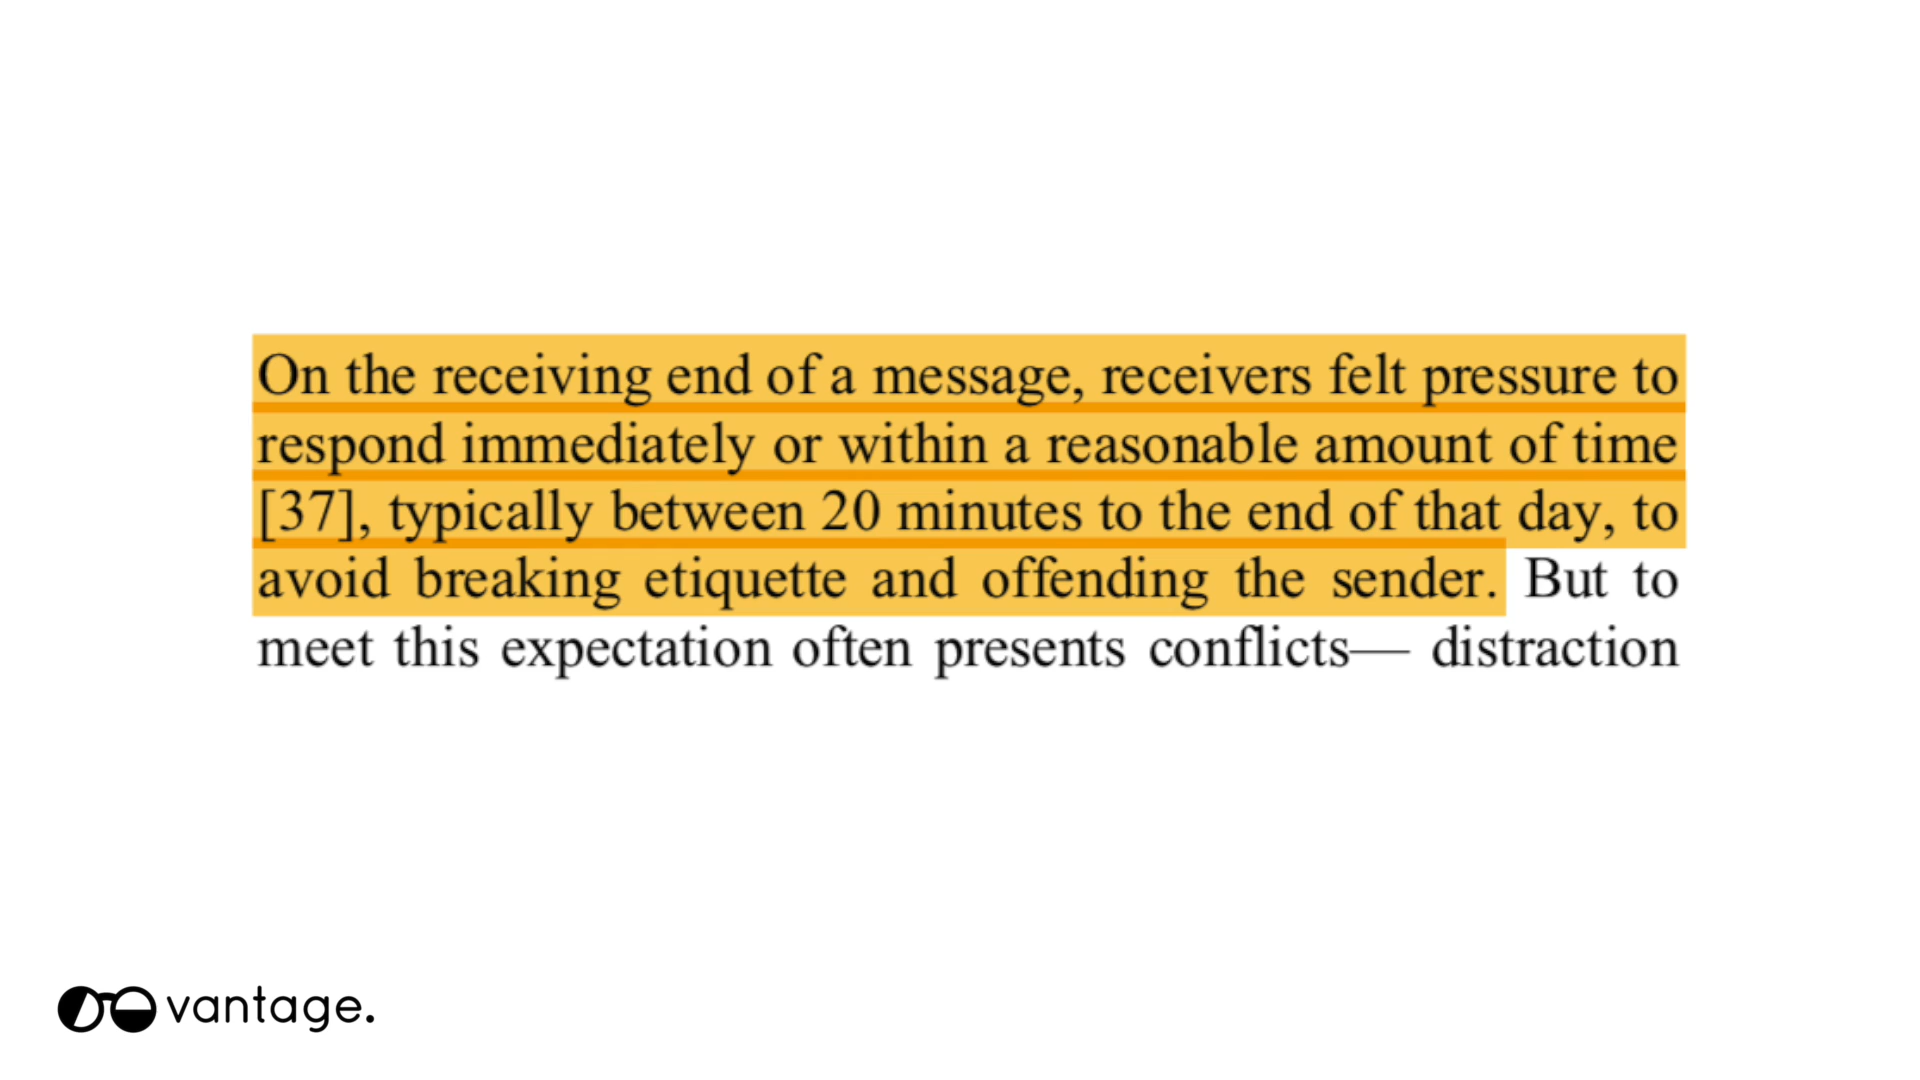 On the receiving end of a message, receivers felt pressure to
respond immediately or within a reasonable amount of time
[37], typically between 20 minutes to the end of that day, to
avoid breaking etiquette and offending the sender. But to
meet this expectation often presents conflicts— distraction
vantage.